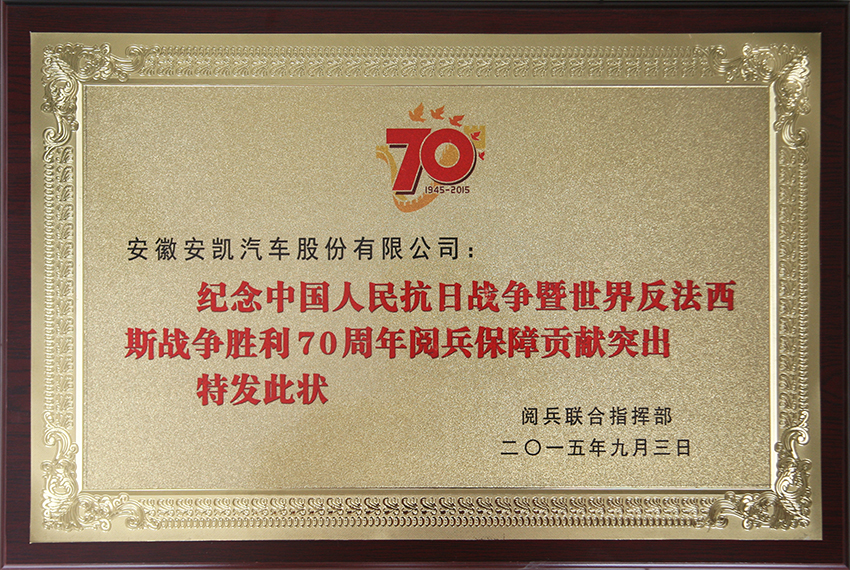 70
1945-2015
安徽安凯汽车股份有限公司：
纪念中国人民抗日战争暨世界反法西
斯战争胜利70周年阅兵保障贡献突出
特发此状
阅兵联合指挥部
二〇一五年九月三日